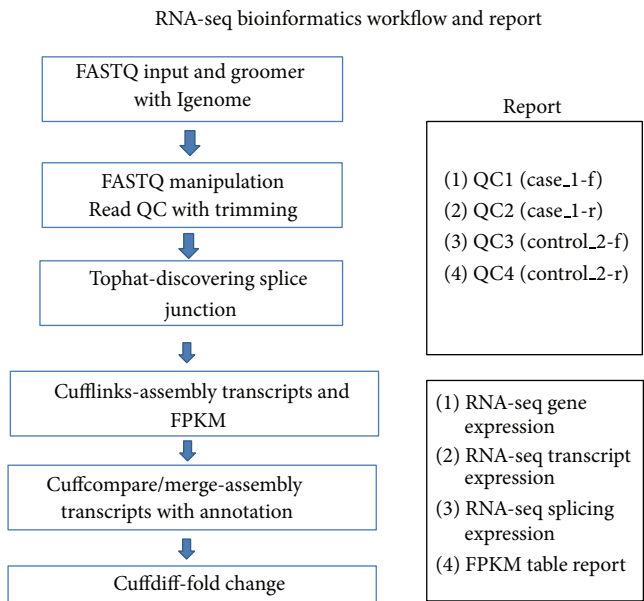 RNA-seq bioinformatics workflow and report
FASTQ input and groomer
with Igenome
FASTQ manipulation
Read QC with trimming
Tophat-discovering splice
junction
Cufflinks-assembly transcripts and
FPKM
Cuffcompare/merge-assembly
transcripts with annotation
Cuffdiff-fold change
Report
(1) QC1 (case_1-f)
(2) QC2 (case_1-r)
(3) QC3 (control_2-f)
(4) QC4 (control_2-r)
(1) RNA-seq gene
expression
(2) RNA-seq transcript
expression
(3) RNA-seq splicing
expression
(4) FPKM table report